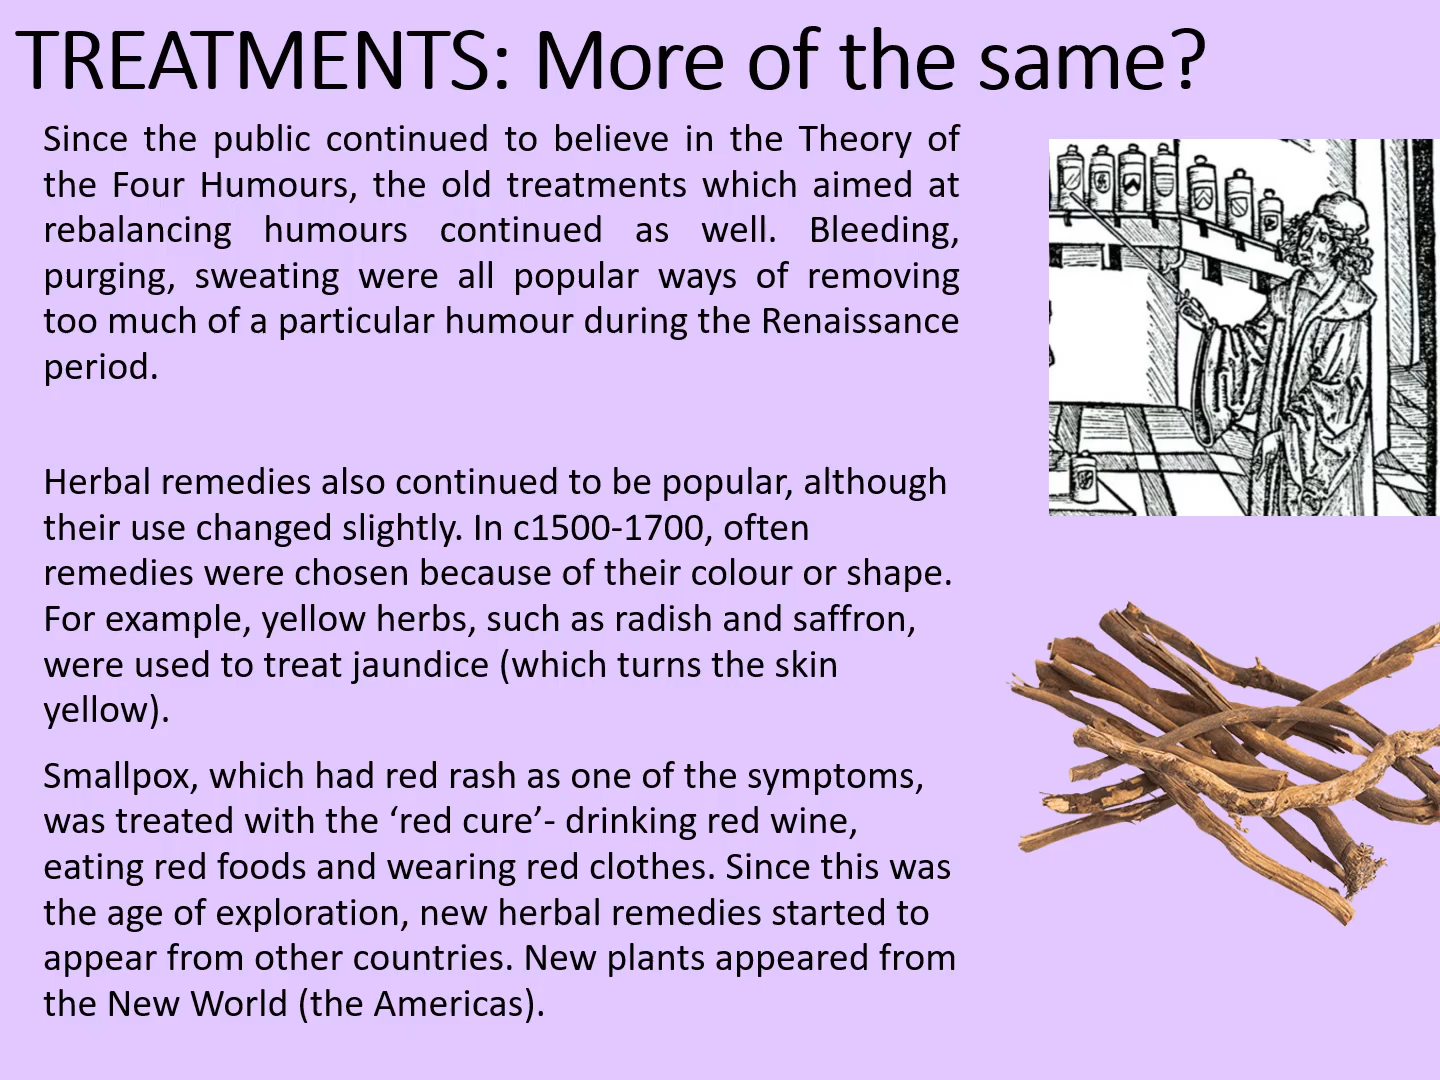 TREATMENTS: More of the same?
Since the public continued to believe in the Theory of
the Four Humours, the old treatments which aimed at
rebalancing humours continued as well. Bleeding,
purging, sweating were all popular ways of removing
too much of a particular humour during the Renaissance
period.
Herbal remedies also continued to be popular, although
their use changed slightly. In c1500-1700, often
remedies were chosen because of their colour or shape.
For example, yellow herbs, such as radish and saffron,
were used to treat jaundice (which turns the skin
yellow).
Smallpox, which had red rash as one of the symptoms,
was treated with the ‘red cure’- drinking red wine,
eating red foods and wearing red clothes. Since this was
the age of exploration, new herbal remedies started to
appear from other countries. New plants appeared from
the New World (the Americas).